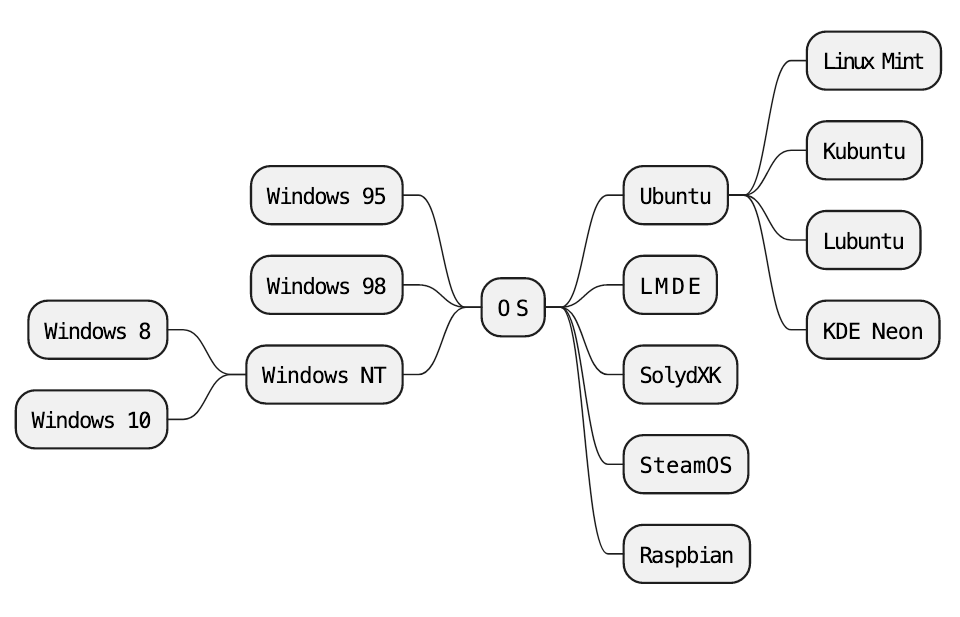 Linux Mint
Kubuntu
Windows 95
Ubuntu
Lubuntu
Windows 98
OS
LMDE
Windows 8
KDE Neon
Windows NT
SolydXK
Windows 10
SteamOS
Raspbian